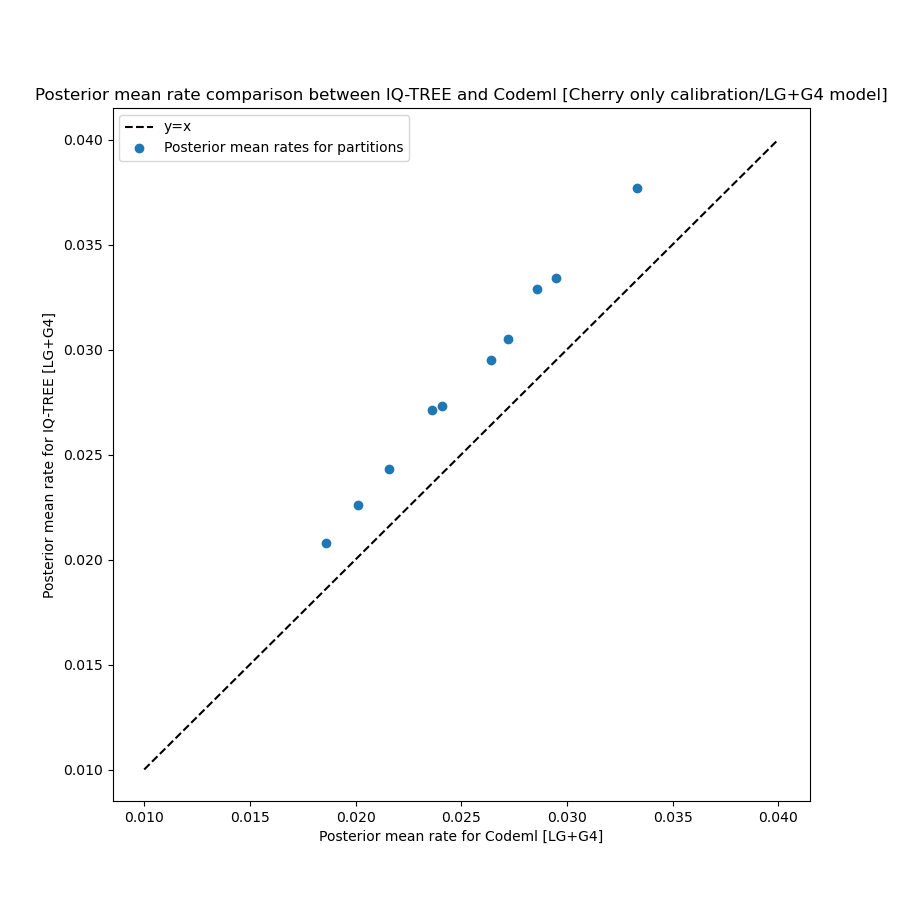 Posterior mean rate comparison between IQ-TREE and Codeml [Cherry only calibration/LG+G4 model]
y=x
Posterior mean rates for partitions
0.040
0.035
0.030
0.025
0.020
0.015
0.010
Posterior mean rate for IQ-TREE [LG+G4]
0.010 0.015 0.020 0.025 0.030 0.035 0.040
Posterior mean rate for Codeml [LG+G4]